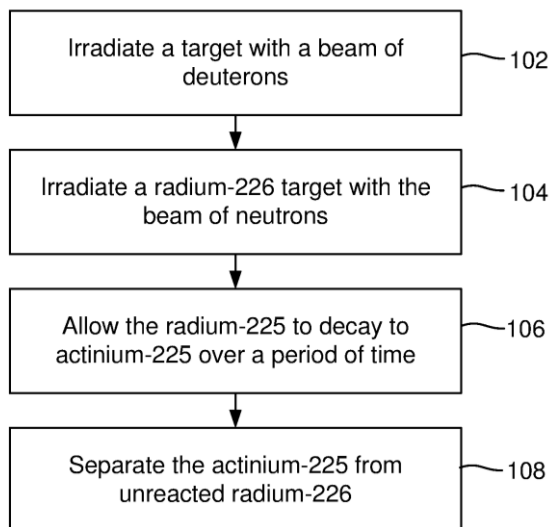 Irradiate a target with a beam of
deuterons
102
Irradiate a radium-226 target with the
beam of neutrons
104
Allow the radium-225 to decay to
actinium-225 over a period of time
106
Separate the actinium-225 from
unreacted radium-226
108